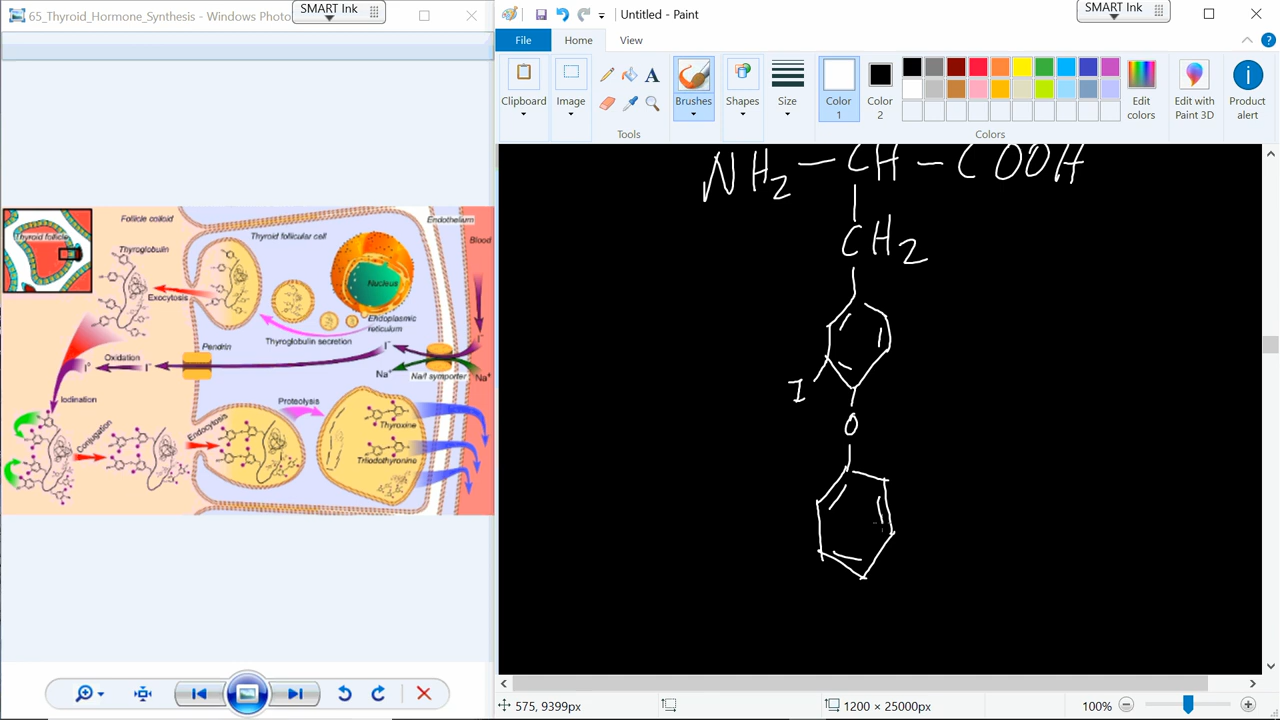 65_Thyroid_Hormone_Synthesis - Windows Photo
SMART Ink
Untitled - Paint
SMART Ink
File
Home
View
Clipboard
Image
Tools
Brushes
Shapes
Size
Color 1
Color 2
Colors
Edit colors
Edit with Paint 3D
Product alert
Thyroid follicle
Follicle colloid
Thyroglobulin
Exocytosis
Thyroid follicular cell
Nucleus
Endoplasmic reticulum
Thyroglobulin secretion
Endothelium
Blood
Pendrin
Oxidation
I⁻
I⁰
I⁻
I⁻
Na⁺
Na/I symporter
Na⁺
Iodination
Conjugation
Endocytosis
Proteolysis
Thyroxine
Triiodothyronine
NH2 — CH — COOH
CH2
I
O
575, 9399px
1200 × 25000px
100%